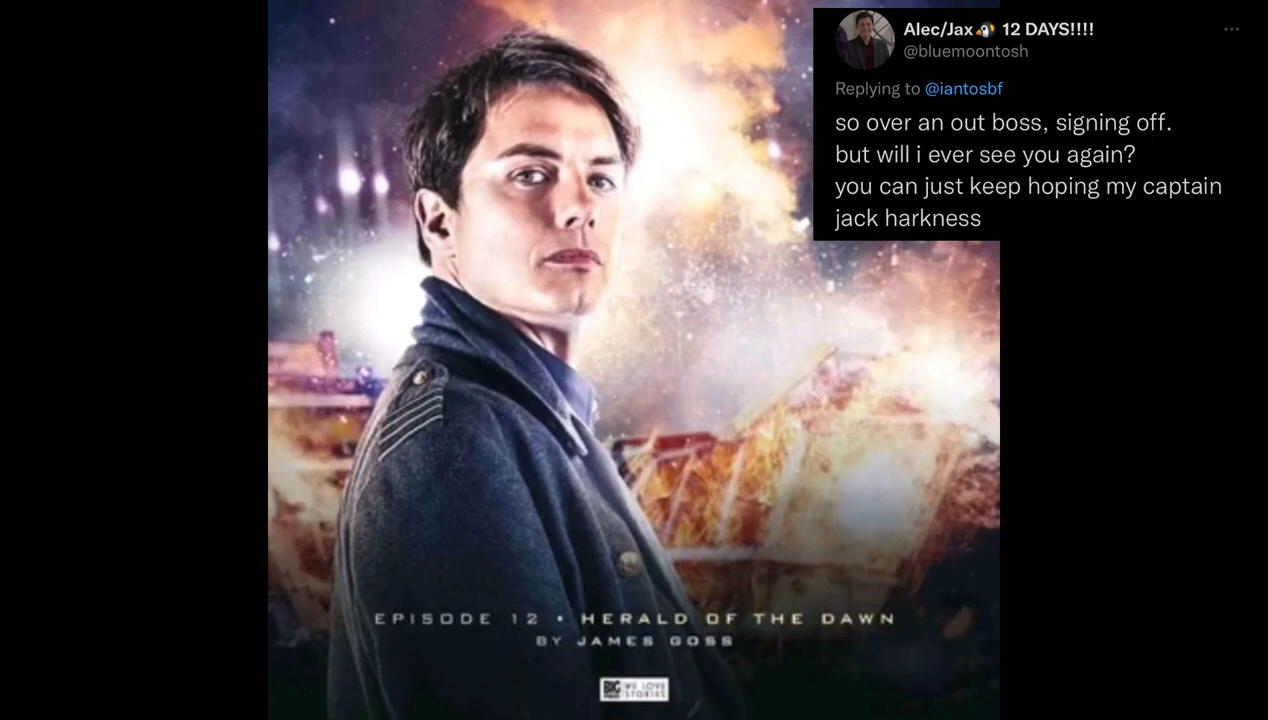 Alec/Jax 12 DAYS!!!!
@bluemoontosh
Replying to @iantosbf
so over an out boss, signing off.
but will i ever see you again?
you can just keep hoping my captain
jack harkness
EPISODE 12 • HERALD OF THE DAWN
BY JAMES GOSS
BIG WE LOVE
STORIES